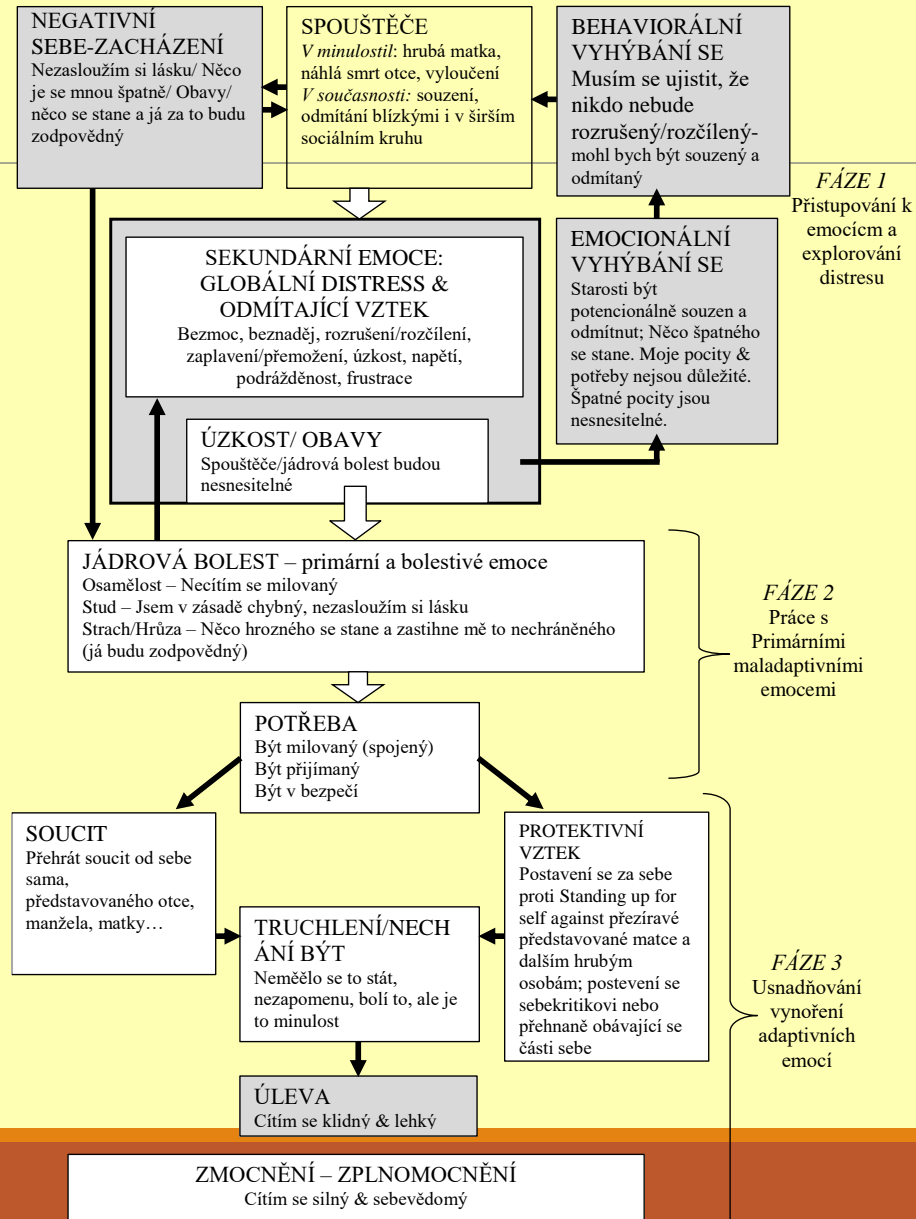 NEGATIVNÍ
SEBE-ZACHÁZENÍ
Nezasloužím si lásku/ Něco
je se mnou špatně/ Obavy/
něco se stane a já za to budu
zodpovědný
SPOUŠTĚČE
V minulostil: hrubá matka,
náhlá smrt otce, vyloučení
V současnosti: souzení,
odmítání blízkými i v širším
sociálním kruhu
BEHAVIORÁLNÍ
VYHÝBÁNÍ SE
Musím se ujistit, že
nikdo nebude
rozrušený/rozčílený-
mohl bych být souzený a
odmítaný
FÁZE 1
Přistupování k
emocícm a
explorování
distresu
SEKUNDÁRNÍ EMOCE:
GLOBÁLNÍ DISTRESS &
ODMÍTAJÍCÍ VZTEK
Bezmoc, beznaděj, rozrušení/rozčílení,
zaplavení/přemožení, úzkost, napětí,
podrážděnost, frustrace
EMOCIONÁLNÍ
VYHÝBÁNÍ SE
Starosti být
potencionálně souzen a
odmítnut; Něco špatného
se stane. Moje pocity &
potřeby nejsou důležité.
Špatné pocity jsou
nesnesitelné.
ÚZKOST/ OBAVY
Spouštěče/jádrová bolest budou
nesnesitelné
JÁDROVÁ BOLEST – primární a bolestivé emoce
Osamělost – Necítím se milovaný
Stud – Jsem v zásadě chybný, nezasloužím si lásku
Strach/Hrůza – Něco hrozného se stane a zastihne mě to nechráněného
(já budu zodpovědný)
FÁZE 2
Práce s
Primárními
maladaptivními
emocemi
POTŘEBA
Být milovaný (spojený)
Být přijímaný
Být v bezpečí
SOUCIT
Přehrát soucit od sebe
sama,
představovaného otce,
manžela, matky…
TRUCHLENÍ/NECH
ÁNÍ BÝT
Neměělo se to stát,
nezapomenu, bolí to, ale je
to minulost
PROTEKTIVNÍ
VZTEK
Postavení se za sebe
proti Standing up for
self against přezíravé
představované matce a
dalším hrubým
osobám; postevení se
sebekritikovi nebo
přehnaně obávající se
části sebe
FÁZE 3
Usnadňování
vynoření
adaptivních
emocí
ÚLEVA
Cítím se klidný & lehký
ZMOCNĚNÍ – ZPLNOMOCNĚNÍ
Cítím se silný & sebevědomý